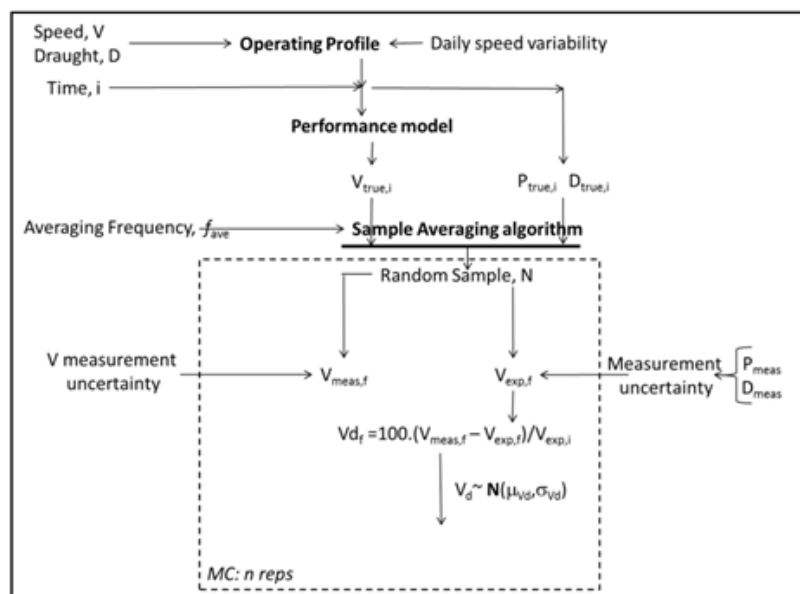 Speed, V
Draught, D
Operating Profile
Daily speed variability
Time, i
Performance model
V_true,i
P_true,i D_true,i
Averaging Frequency, f_ave
Sample Averaging algorithm
Random Sample, N
V measurement
uncertainty
V_meas,f
V_exp,f
Measurement
uncertainty
P_meas
D_meas
Vd_f =100.(V_meas,f – V_exp,f)/V_exp,i
V_d~ N(μ_Vd,σ_Vd)
MC: n reps